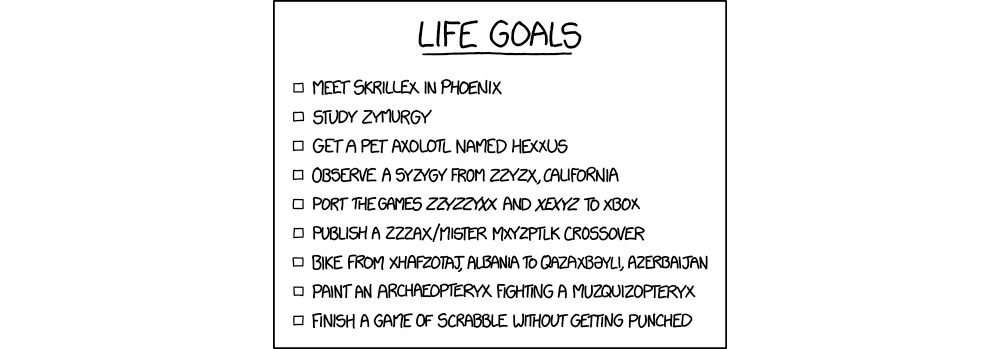 LIFE GOALS
MEET SKRILLEX IN PHOENIX
STUDY ZYMURGY
GET A PET AXOLOTL NAMED HEXXUS
OBSERVE A SYZYGY FROM ZZYZX, CALIFORNIA
PORT THE GAMES ZZYZZYXX AND XEXYZ TO XBOX
PUBLISH A ZZZAX/MISTER MXYZPTLK CROSSOVER
BIKE FROM XHAFZOTAJ, ALBANIA TO QAZAXBƏYLI, AZERBAIJAN
PAINT AN ARCHAEOPTERYX FIGHTING A MUZQUIZOPTERYX
FINISH A GAME OF SCRABBLE WITHOUT GETTING PUNCHED